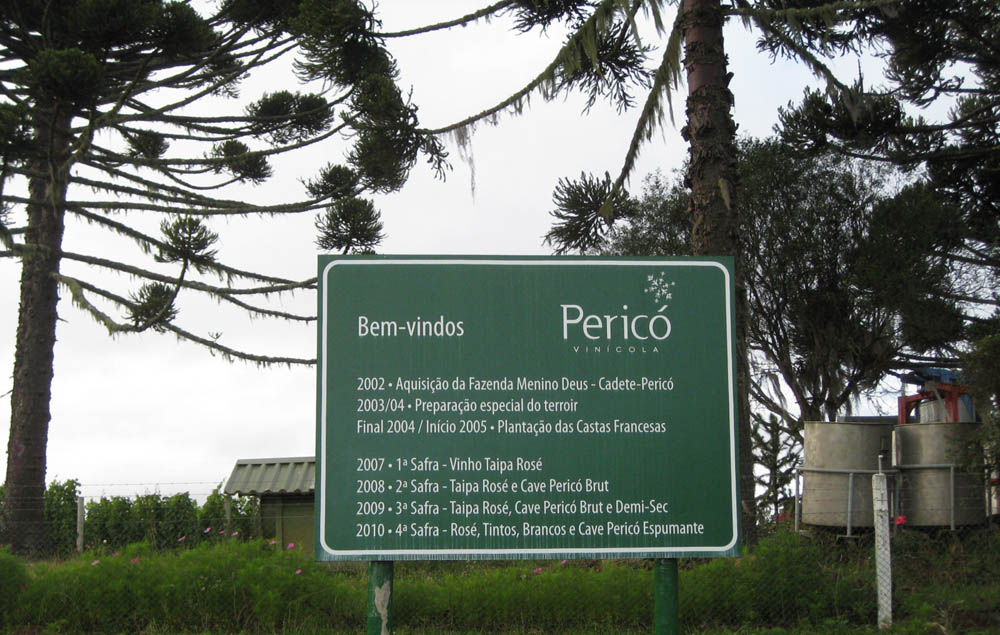 Bem-vindos
Pericó
VINÍCOLA
2002 • Aquisição da Fazenda Menino Deus - Cadete-Pericó
2003/04 • Preparação especial do terroir
Final 2004 / Início 2005 • Plantação das Castas Francesas
2007 • 1ª Safra - Vinho Taipa Rosé
2008 • 2ª Safra - Taipa Rosé e Cave Pericó Brut
2009 • 3ª Safra - Taipa Rosé, Cave Pericó Brut e Demi-Sec
2010 • 4ª Safra - Rosé, Tintos, Brancos e Cave Pericó Espumante